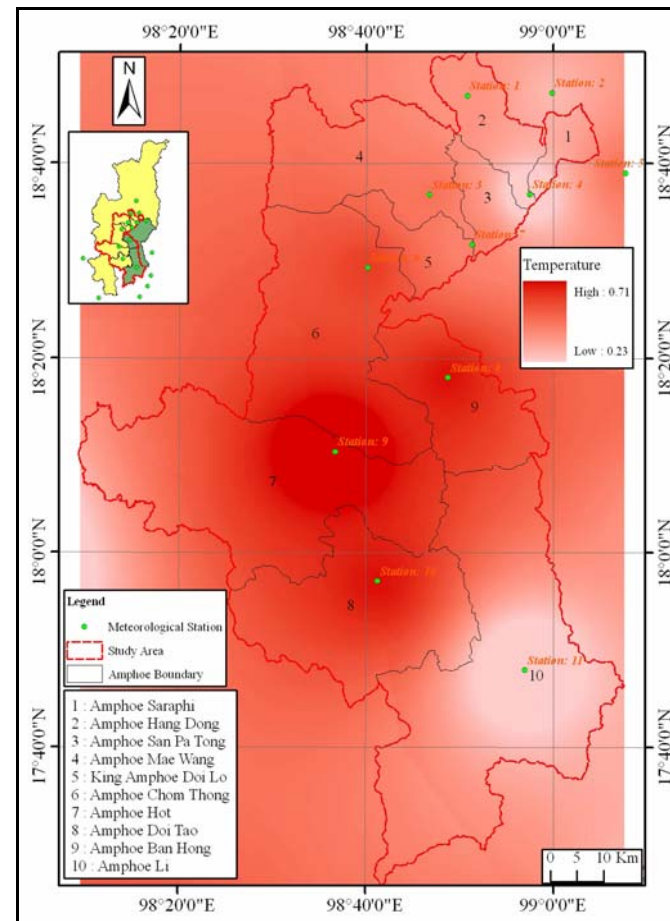 98°20'0"E 98°40'0"E 99°0'0"E
N
Station: 1
Station: 2
2
1
4
18°40'0"N
18°40'0"N
Station: 3
Station: 4
3
5
Temperature
High : 0.71
Low : 0.23
6
18°20'0"N
18°20'0"N
9
Station: 9
7
18°0'0"N
18°0'0"N
8
Station: 11
10
17°40'0"N
17°40'0"N
Legend
Meteorological Station
Study Area
Amphoe Boundary
1 : Amphoe Saraphi
2 : Amphoe Hang Dong
3 : Amphoe San Pa Tong
4 : Amphoe Mae Wang
5 : King Amphoe Doi Lo
6 : Amphoe Chom Thong
7 : Amphoe Hot
8 : Amphoe Doi Tao
9 : Amphoe Ban Hong
10 : Amphoe Li
0 5 10 Km
98°20'0"E 98°40'0"E 99°0'0"E